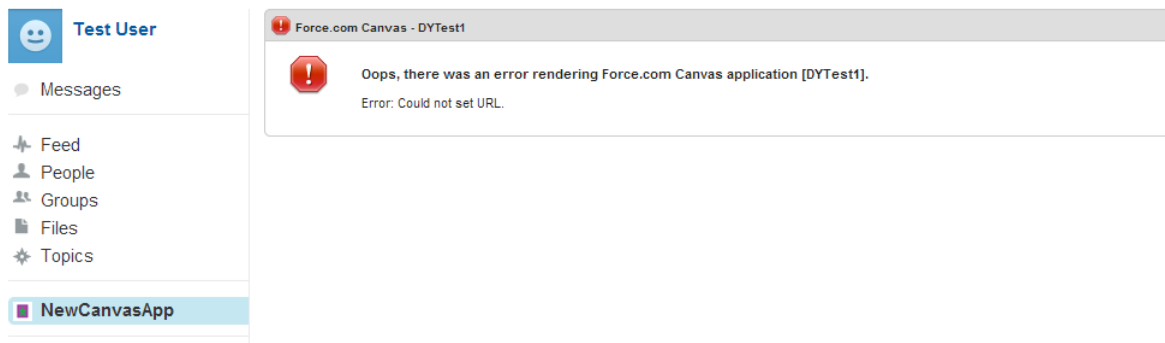 Test User
Messages
Feed
People
Groups
Files
Topics
NewCanvasApp
Force.com Canvas - DYTest1
Oops, there was an error rendering Force.com Canvas application [DYTest1].
Error: Could not set URL.